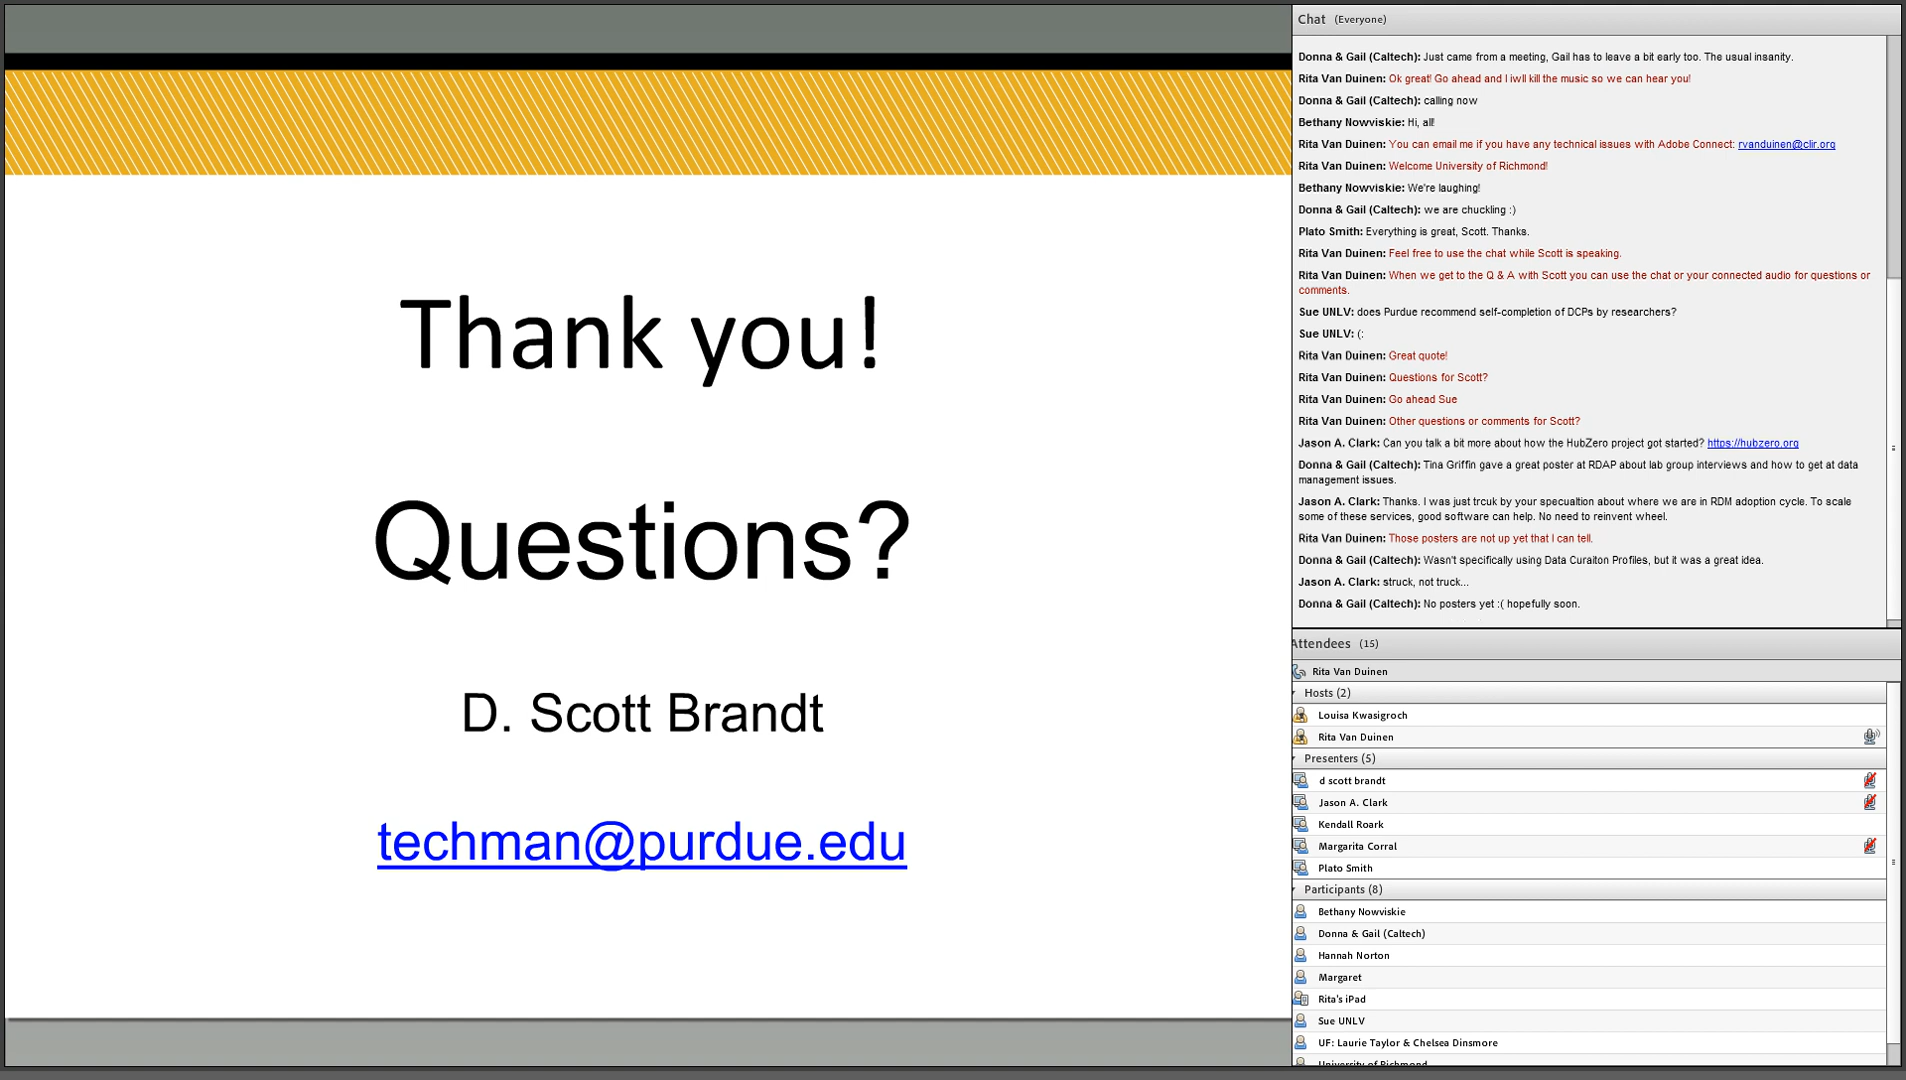 Thank you!
Questions?
D. Scott Brandt
techman@purdue.edu
Chat (Everyone)
Donna & Gail (Caltech): Just came from a meeting, Gail has to leave a bit early too. The usual insanity.
Rita Van Duinen: Ok great! Go ahead and I iwll kill the music so we can hear you!
Donna & Gail (Caltech): calling now
Bethany Nowviskie: Hi, all!
Rita Van Duinen: You can email me if you have any technical issues with Adobe Connect: rvanduinen@clir.org
Rita Van Duinen: Welcome University of Richmond!
Bethany Nowviskie: We're laughing!
Donna & Gail (Caltech): we are chuckling :)
Plato Smith: Everything is great, Scott. Thanks.
Rita Van Duinen: Feel free to use the chat while Scott is speaking.
Rita Van Duinen: When we get to the Q & A with Scott you can use the chat or your connected audio for questions or
comments.
Sue UNLV: does Purdue recommend self-completion of DCPs by researchers?
Sue UNLV: (:
Rita Van Duinen: Great quote!
Rita Van Duinen: Questions for Scott?
Rita Van Duinen: Go ahead Sue
Rita Van Duinen: Other questions or comments for Scott?
Jason A. Clark: Can you talk a bit more about how the HubZero project got started? https://hubzero.org
Donna & Gail (Caltech): Tina Griffin gave a great poster at RDAP about lab group interviews and how to get at data
management issues.
Jason A. Clark: Thanks. I was just trcuk by your specualtion about where we are in RDM adoption cycle. To scale
some of these services, good software can help. No need to reinvent wheel.
Rita Van Duinen: Those posters are not up yet that I can tell.
Donna & Gail (Caltech): Wasn't specifically using Data Curaiton Profiles, but it was a great idea.
Jason A. Clark: struck, not truck...
Donna & Gail (Caltech): No posters yet :( hopefully soon.
Attendees (15)
Rita Van Duinen
Hosts (2)
Louisa Kwasigroch
Rita Van Duinen
Presenters (5)
d scott brandt
Jason A. Clark
Kendall Roark
Margarita Corral
Plato Smith
Participants (8)
Bethany Nowviskie
Donna & Gail (Caltech)
Hannah Norton
Margaret
Rita's iPad
Sue UNLV
UF: Laurie Taylor & Chelsea Dinsmore
University of Richmond